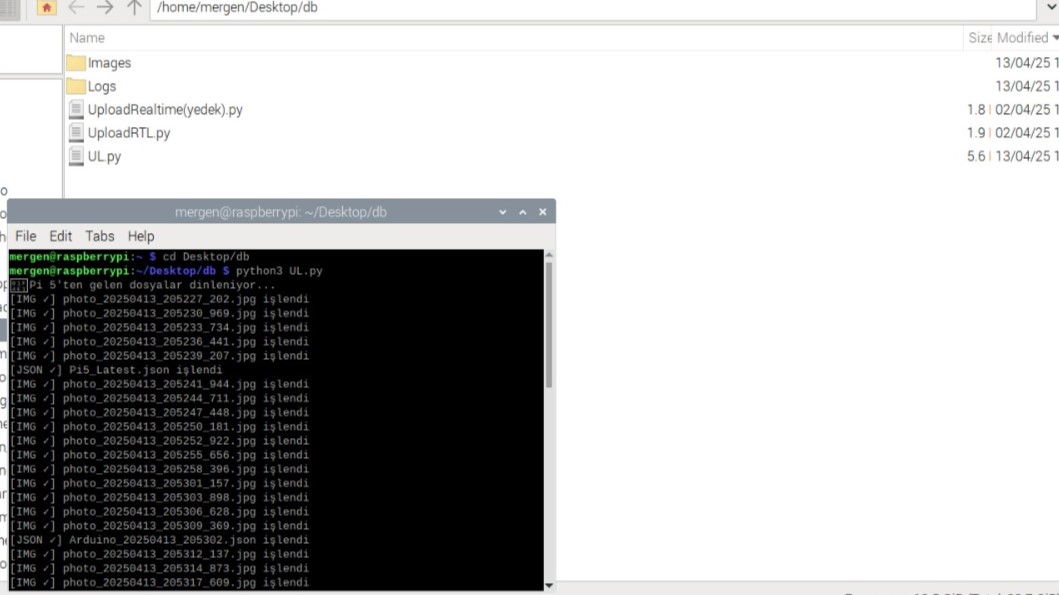 /home/mergen/Desktop/db
Name Size Modified
Images 13/04/25 1
Logs 13/04/25 1
UploadRealtime(yedek).py 1.8 02/04/25 1
UploadRTL.py 1.9 02/04/25 1
UL.py 5.6 13/04/25 1
mergen@raspberrypi: ~/Desktop/db
File Edit Tabs Help
mergen@raspberrypi:~ $ cd Desktop/db
mergen@raspberrypi:~/Desktop/db $ python3 UL.py
Pi 5'ten gelen dosyalar dinleniyor...
[IMG ✓] photo_20250413_205227_202.jpg işlendi
[IMG ✓] photo_20250413_205230_969.jpg işlendi
[IMG ✓] photo_20250413_205233_734.jpg işlendi
[IMG ✓] photo_20250413_205236_441.jpg işlendi
[IMG ✓] photo_20250413_205239_207.jpg işlendi
[JSON ✓] Pi5_Latest.json işlendi
[IMG ✓] photo_20250413_205241_944.jpg işlendi
[IMG ✓] photo_20250413_205244_711.jpg işlendi
[IMG ✓] photo_20250413_205247_448.jpg işlendi
[IMG ✓] photo_20250413_205250_181.jpg işlendi
[IMG ✓] photo_20250413_205252_922.jpg işlendi
[IMG ✓] photo_20250413_205255_656.jpg işlendi
[IMG ✓] photo_20250413_205258_396.jpg işlendi
[IMG ✓] photo_20250413_205301_157.jpg işlendi
[IMG ✓] photo_20250413_205303_898.jpg işlendi
[IMG ✓] photo_20250413_205306_628.jpg işlendi
[IMG ✓] photo_20250413_205309_369.jpg işlendi
[JSON ✓] Arduino_20250413_205302.json işlendi
[IMG ✓] photo_20250413_205312_137.jpg işlendi
[IMG ✓] photo_20250413_205314_873.jpg işlendi
[IMG ✓] photo_20250413_205317_609.jpg işlendi